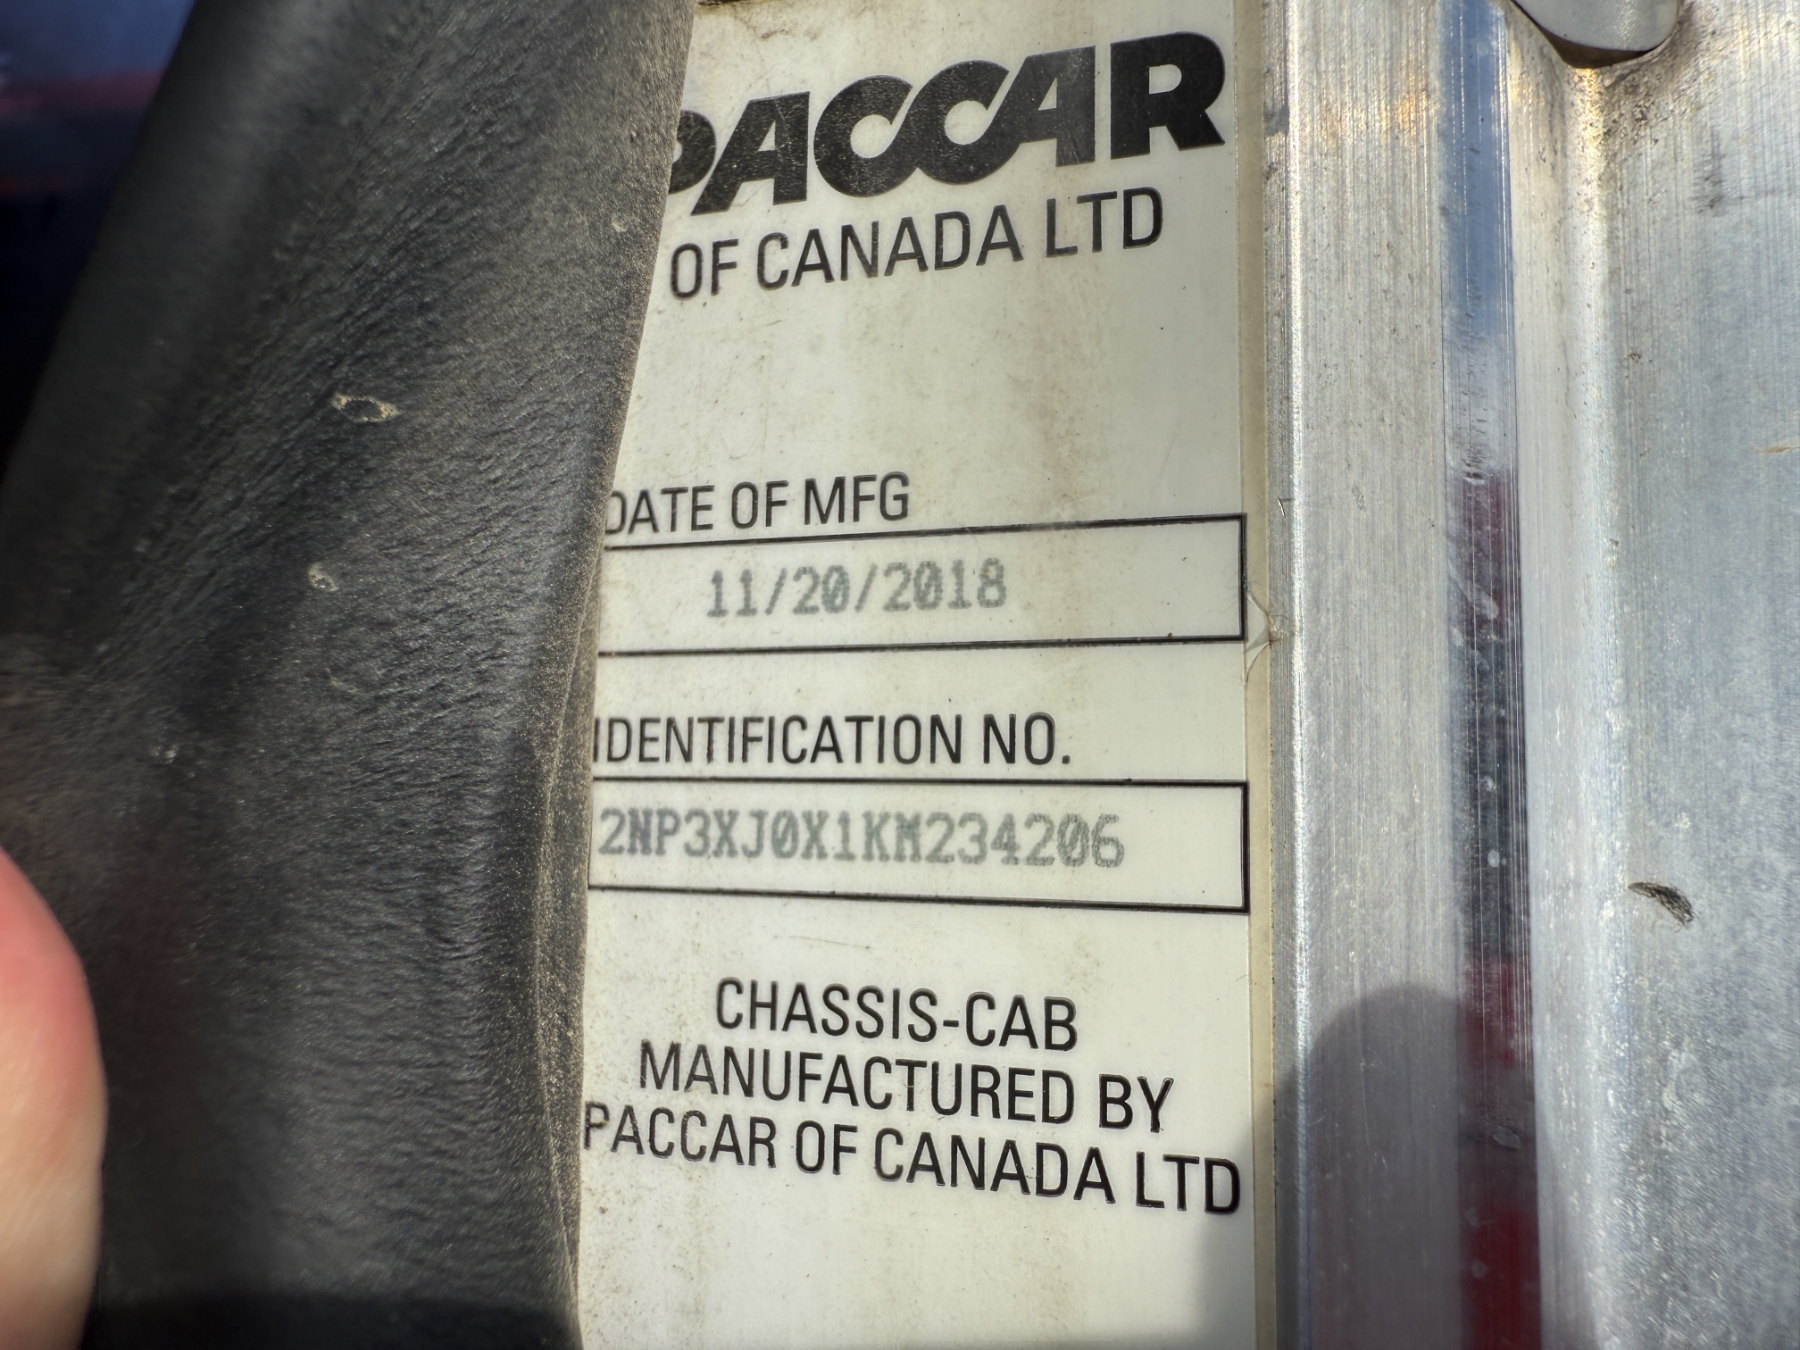 PACCAR
OF CANADA LTD
DATE OF MFG
11/20/2018
IDENTIFICATION NO.
2NP3XJ0X1KM234206
CHASSIS-CAB
MANUFACTURED BY
PACCAR OF CANADA LTD